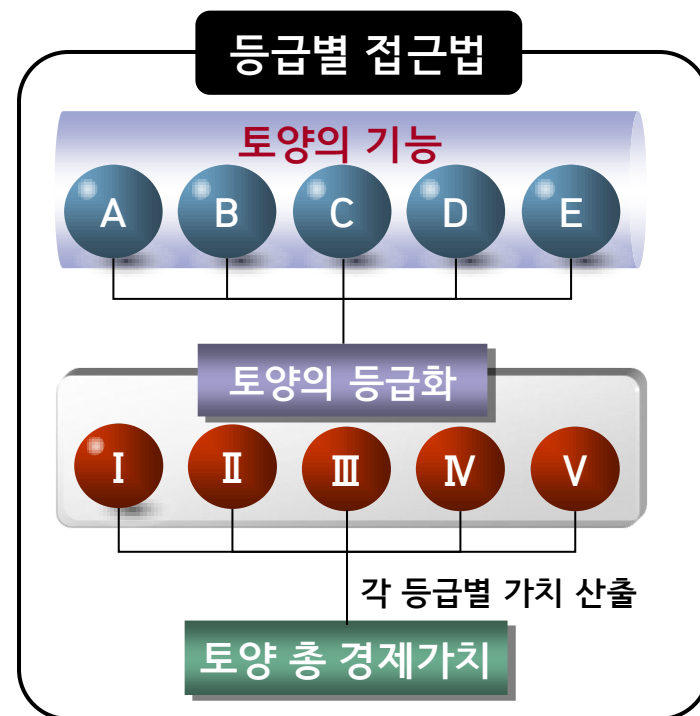 등급별 접근법
토양의 기능
A B C D E
토양의 등급화
Ⅰ Ⅱ Ⅲ Ⅳ Ⅴ
각 등급별 가치 산출
토양 총 경제가치